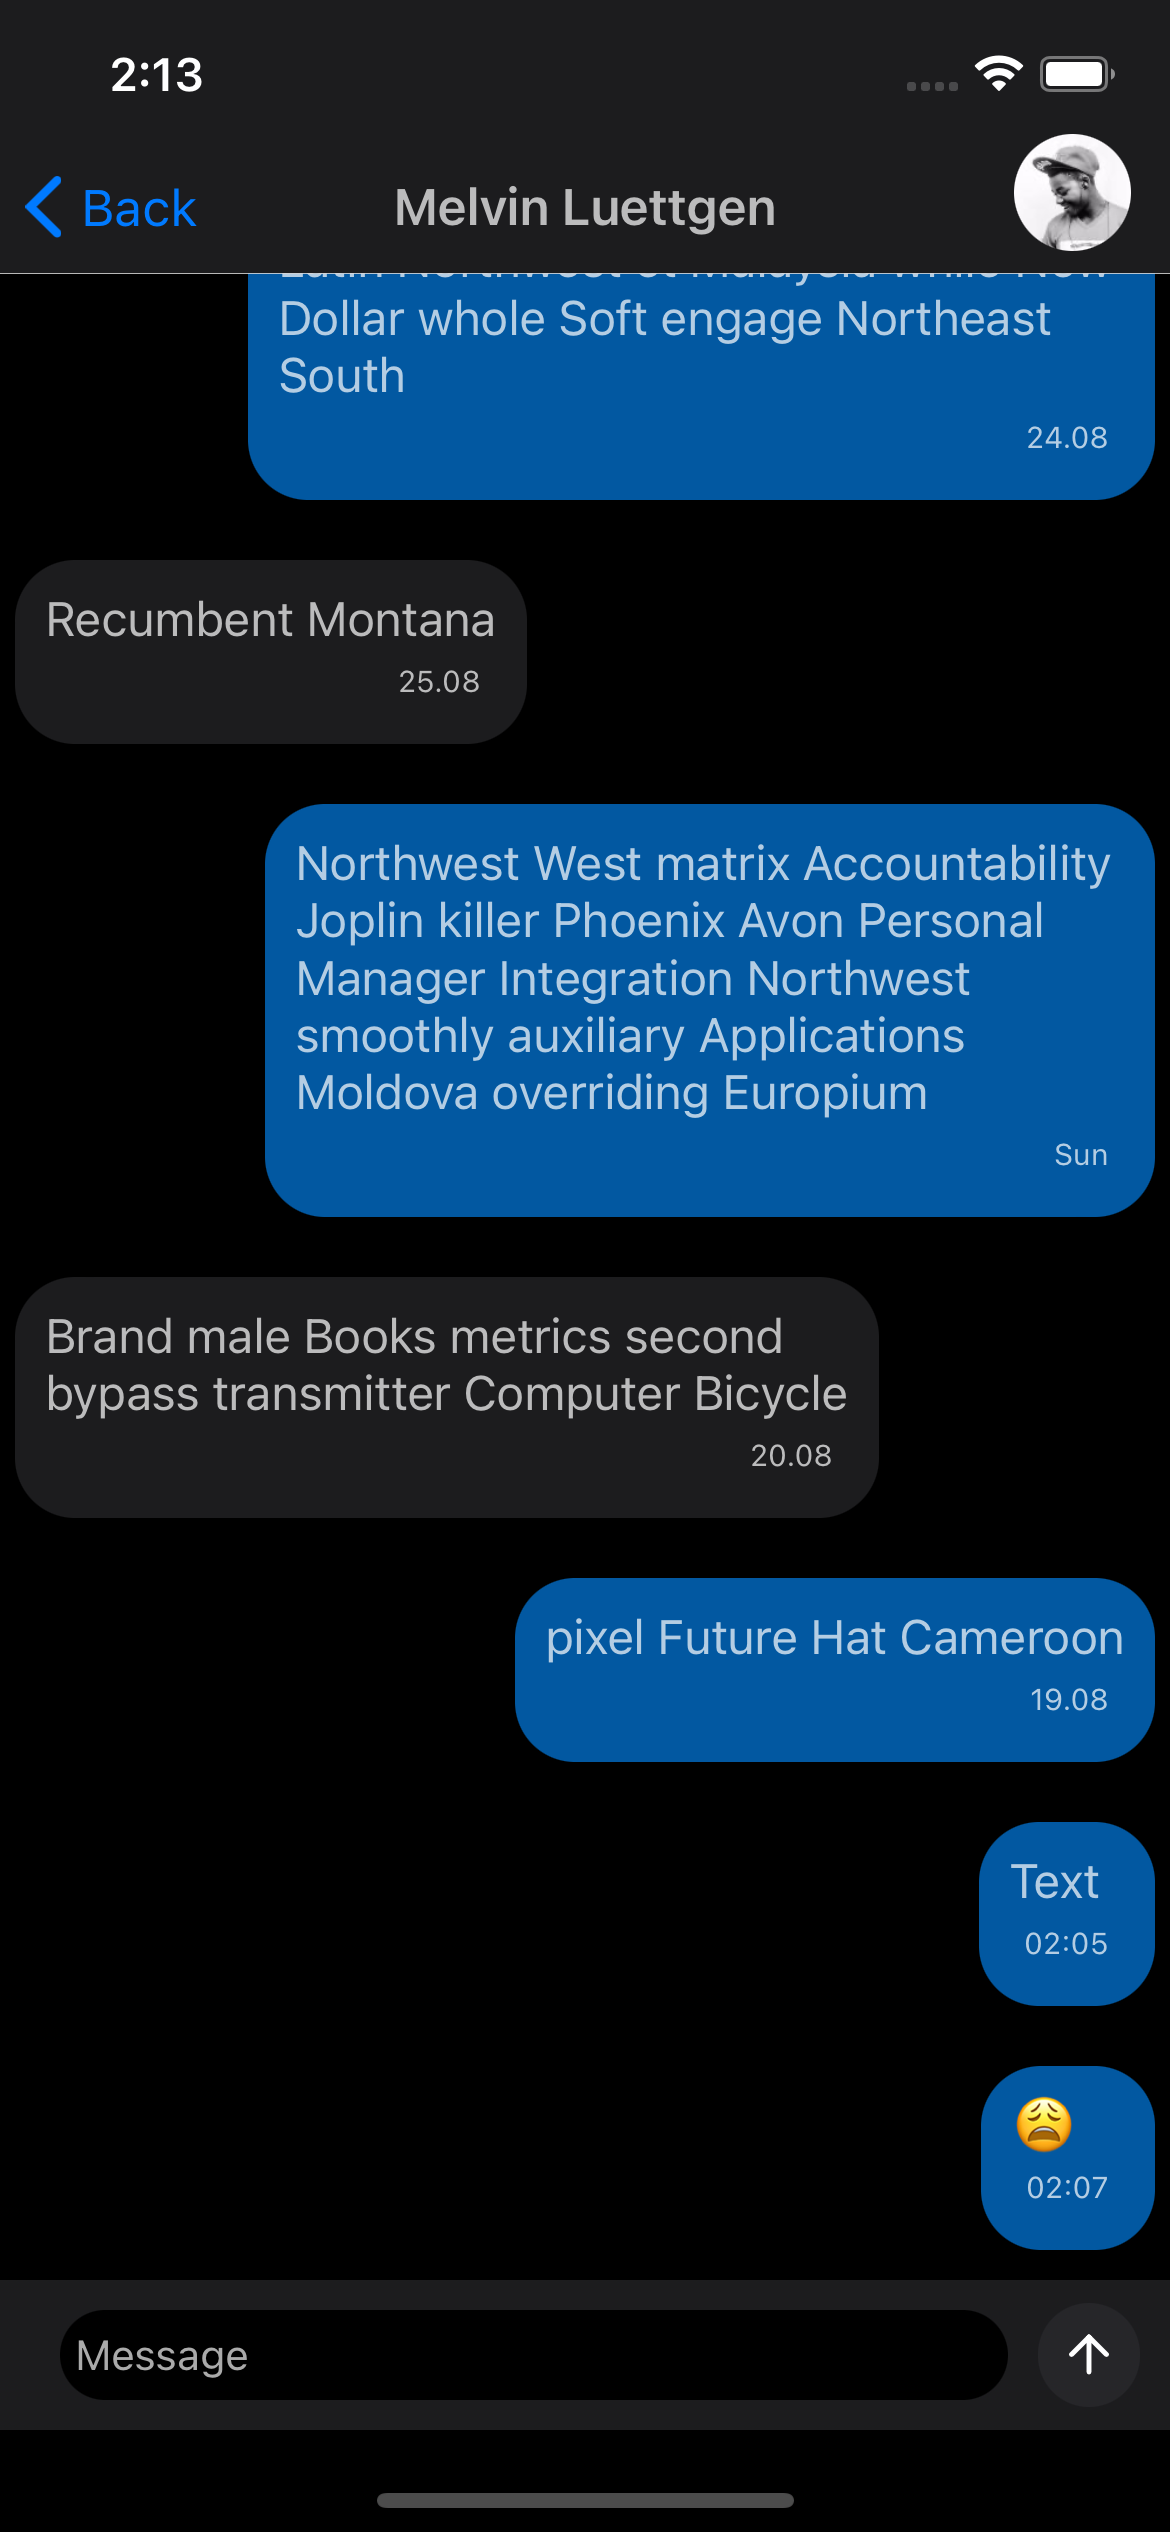 2:13
Back
Melvin Luettgen
Dollar whole Soft engage Northeast
South
24.08
Recumbent Montana
25.08
Northwest West matrix Accountability
Joplin killer Phoenix Avon Personal
Manager Integration Northwest
smoothly auxiliary Applications
Moldova overriding Europium
Sun
Brand male Books metrics second
bypass transmitter Computer Bicycle
20.08
pixel Future Hat Cameroon
19.08
Text
02:05
😩
02:07
Message